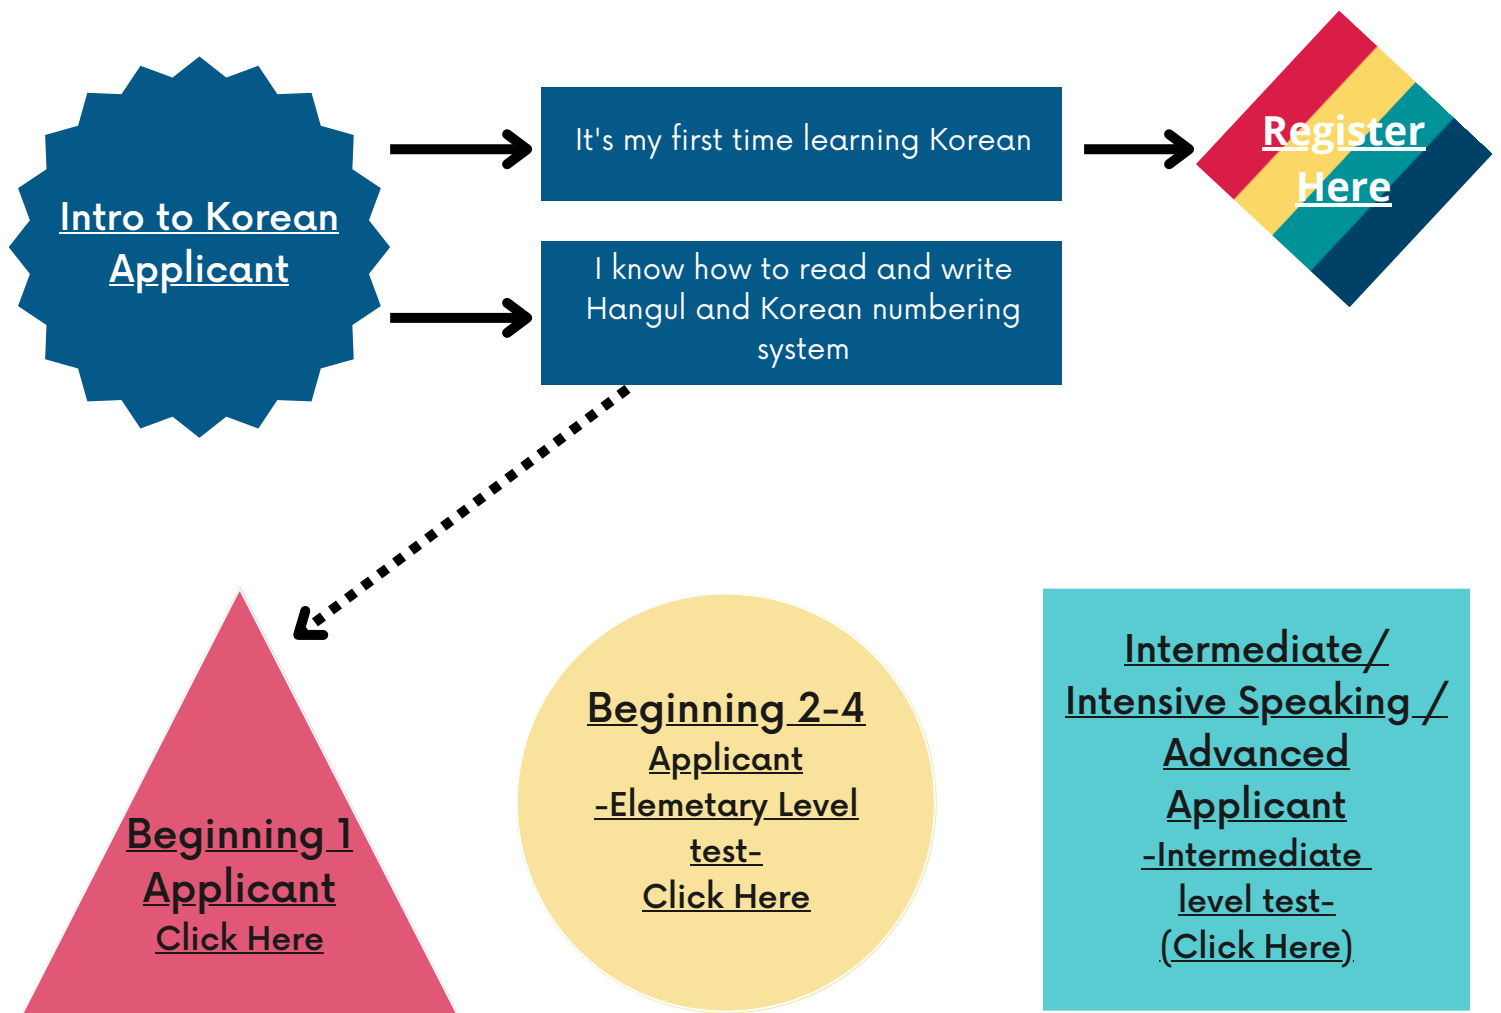 Intro to Korean
Applicant
It's my first time learning Korean
Register
Here
I know how to read and write
Hangul and Korean numbering
system
Beginning 1
Applicant
Click Here
Beginning 2-4
Applicant
-Elemetary Level
test-
Click Here
Intermediate/
Intensive Speaking /
Advanced
Applicant
-Intermediate
level test-
(Click Here)